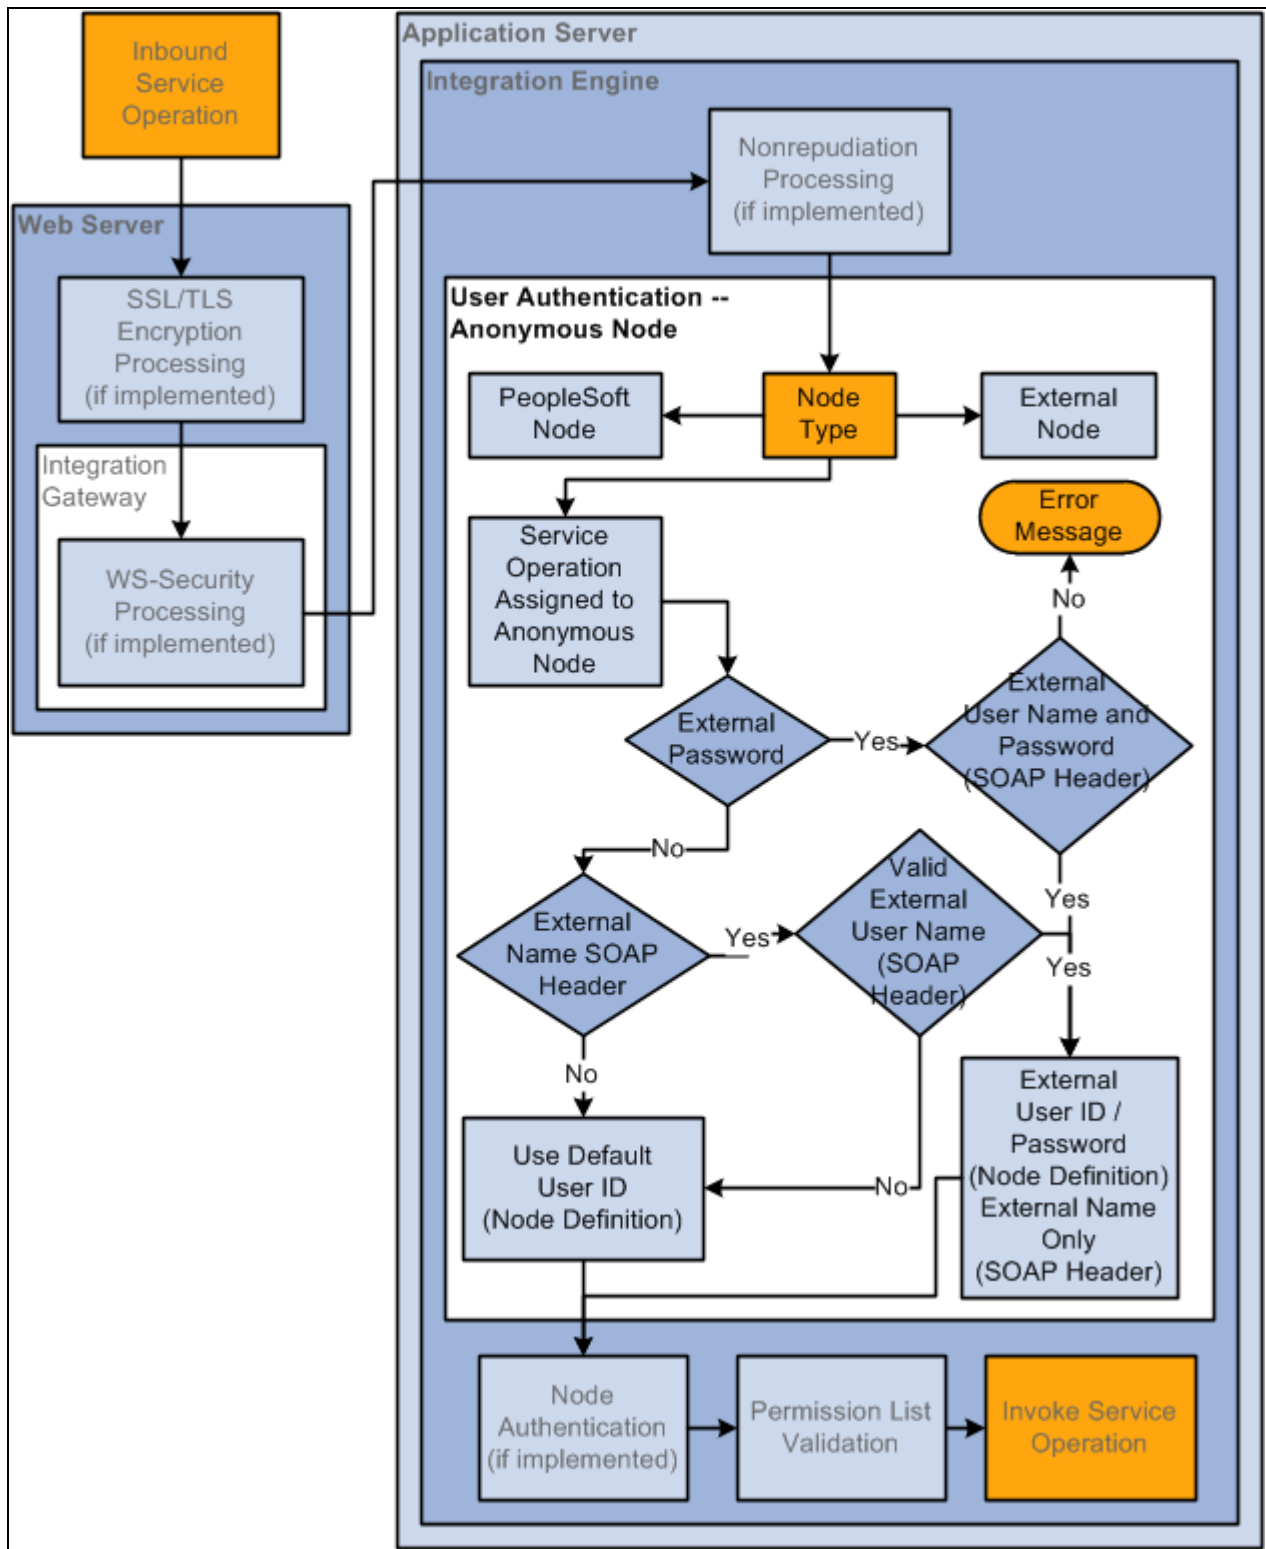 Inbound
Service
Operation
Web Server
SSL/TLS
Encryption
Processing
(if implemented)
Integration
Gateway
WS-Security
Processing
(if implemented)
Application Server
Integration Engine
Nonrepudiation
Processing
(if implemented)
User Authentication --
Anonymous Node
PeopleSoft
Node
Node
Type
External
Node
Service
Operation
Assigned to
Anonymous
Node
Error
Message
No
External
Password
Yes
External
User Name and
Password
(SOAP Header)
No
Yes
External
Name SOAP
Header
Yes
Valid
External
User Name
(SOAP
Header)
Yes
No
Use Default
User ID
(Node Definition)
No
External
User ID /
Password
(Node Definition)
External Name
Only
(SOAP Header)
Node
Authentication
(if implemented)
Permission List
Validation
Invoke Service
Operation